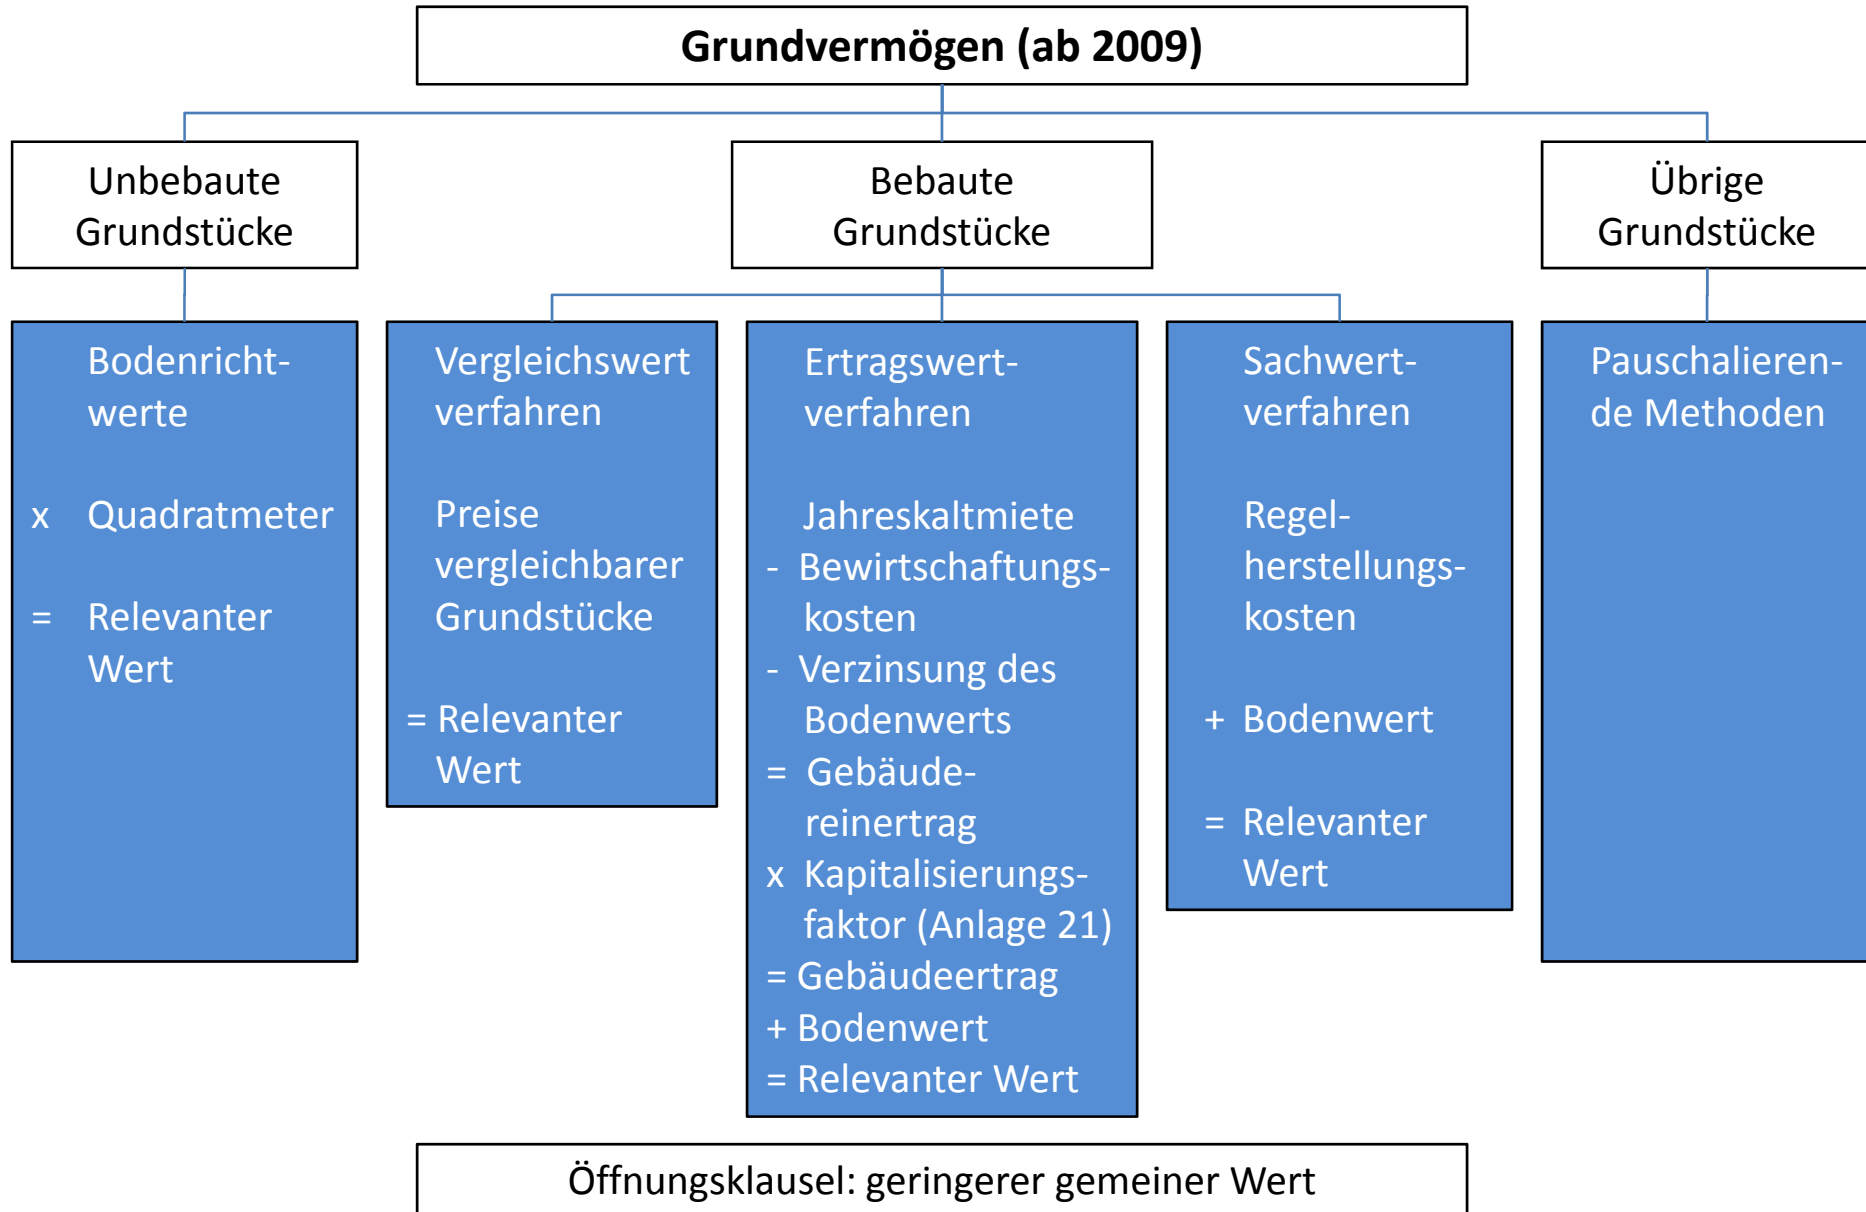 Grundvermögen (ab 2009)
Unbebaute
Grundstücke
Bebaute
Grundstücke
Übrige
Grundstücke
Bodenricht-
werte
x Quadratmeter
= Relevanter
Wert
Vergleichswert
verfahren
Preise
vergleichbarer
Grundstücke
= Relevanter
Wert
Ertragswert-
verfahren
Jahreskaltmiete
- Bewirtschaftungs-
kosten
- Verzinsung des
Bodenwerts
= Gebäude-
reinertrag
x Kapitalisierungs-
faktor (Anlage 21)
= Gebäudeertrag
+ Bodenwert
= Relevanter Wert
Sachwert-
verfahren
Regel-
herstellungs-
kosten
+ Bodenwert
= Relevanter
Wert
Pauschalieren-
de Methoden
Öffnungsklausel: geringerer gemeiner Wert